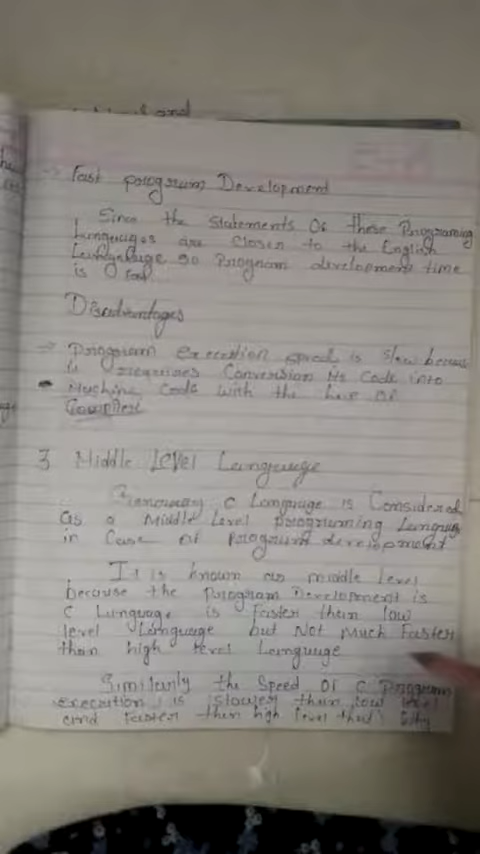 → Fast program Development
Since the statements Of these Programing
Languages are closer to the English
Language so Program development time
is fast.
Disadvantages
→ Program execution speed is slow because
it requires Conversion its Code into
Machine Code with the help of
Compiler
3 Middle Level Language
Generally C Language is Considered
as a Middle Level programing Language
in Case of program development
It is known as middle level
because the Program Development is
C Language is faster than low
level Language but Not Much Faster
than high level Language
Similarly the Speed Of C Program
execution is slower than low level
and faster than high level that